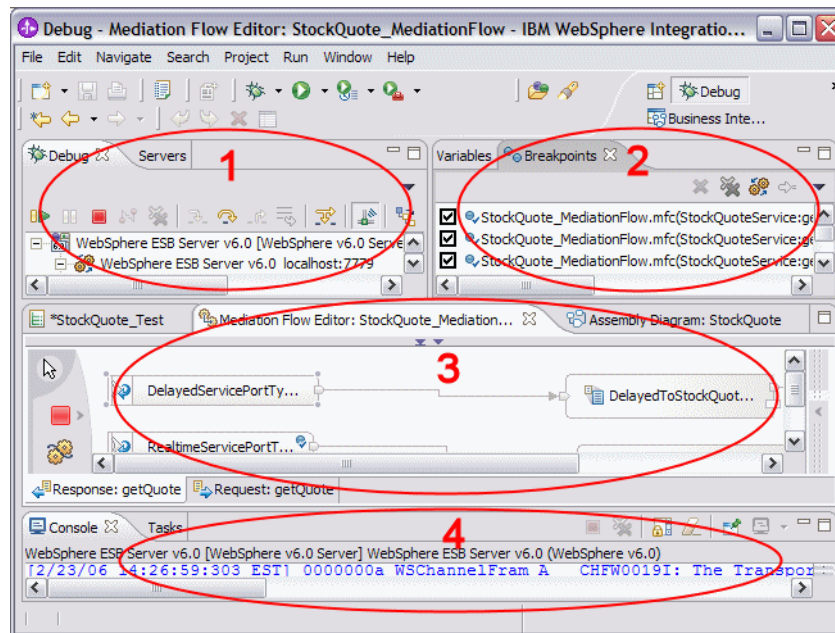 Debug - Mediation Flow Editor: StockQuote_MediationFlow - IBM WebSphere Integratio...
File Edit Navigate Search Project Run Window Help
Debug
Business Inte...
Debug Servers
1
Variables Breakpoints
2
StockQuote_MediationFlow.mfc(StockQuoteService:ge
StockQuote_MediationFlow.mfc(StockQuoteService:ge
StockQuote_MediationFlow.mfc(StockQuoteService:ge
WebSphere ESB Server v6.0 [WebSphere v6.0 Serve
WebSphere ESB Server v6.0 localhost:7779
*StockQuote_Test Mediation Flow Editor: StockQuote_Mediation... Assembly Diagram: StockQuote
3
DelayedServicePortTy... DelayedToStockQuot...
RealtimeServicePortT...
Response: getQuote Request: getQuote
Console Tasks
4
WebSphere ESB Server v6.0 [WebSphere v6.0 Server] WebSphere ESB Server v6.0 (WebSphere v6.0)
[2/23/06 14:26:59:303 EST] 0000000a WSChannelFram A CHFW0019I: The Transpor